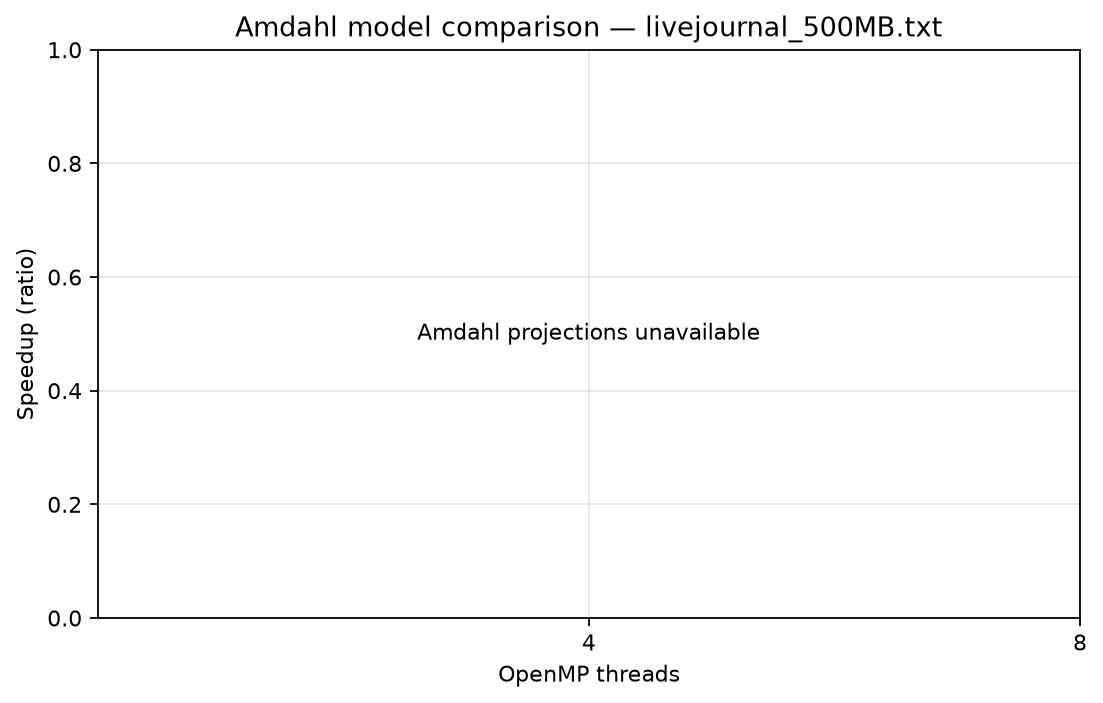 Amdahl model comparison — livejournal_500MB.txt
1.0
0.8
0.6
0.4
0.2
0.0
Speedup (ratio)
Amdahl projections unavailable
4
8
OpenMP threads